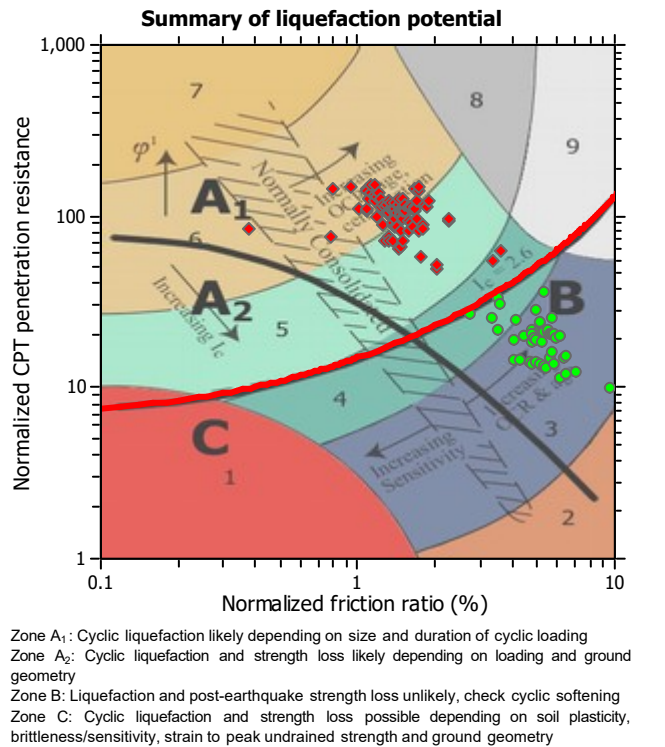 Summary of liquefaction potential
Normalized CPT penetration resistance
1,000
100
10
1
7
8
9
φ'
A1
6
A2
5
4
C
1
B
3
2
Normally Consolidated
Increasing
OCR
Increasing Ic
Ic = 2.6
Increasing
Sensitivity
0.1
1
10
Normalized friction ratio (%)
Zone A1: Cyclic liquefaction likely depending on size and duration of cyclic loading
Zone A2: Cyclic liquefaction and strength loss likely depending on loading and ground
geometry
Zone B: Liquefaction and post-earthquake strength loss unlikely, check cyclic softening
Zone C: Cyclic liquefaction and strength loss possible depending on soil plasticity,
brittleness/sensitivity, strain to peak undrained strength and ground geometry